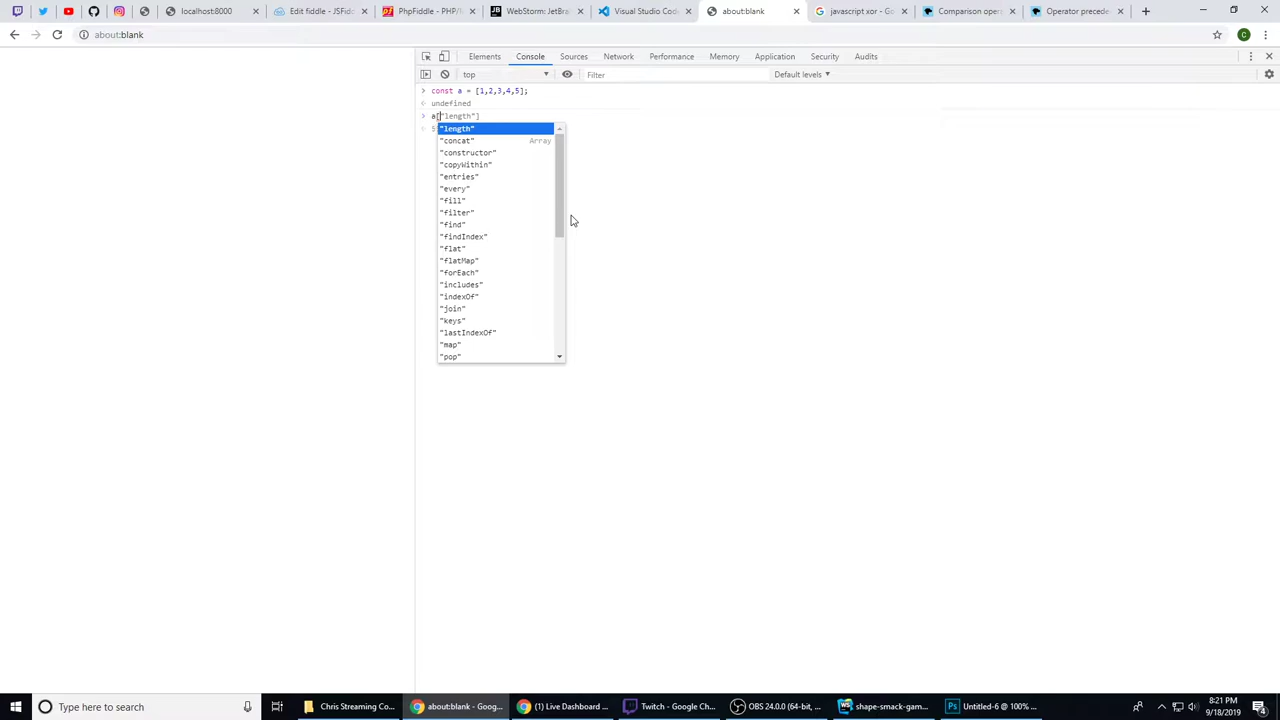 localhost:8000
Edit fiddle - JSFidd
PhpFiddle - PHP/
WebStorm: JetBra
Visual Studio Code
about:blank
javascript xor - Goo
Comparison oper
Operator precede
about:blank
Elements
Console
Sources
Network
Performance
Memory
Application
Security
Audits
top
Filter
Default levels
const a = [1,2,3,4,5];
undefined
a["length"]
5
"length"
"concat" Array
"constructor"
"copyWithin"
"entries"
"every"
"fill"
"filter"
"find"
"findIndex"
"flat"
"flatMap"
"forEach"
"includes"
"indexOf"
"join"
"keys"
"lastIndexOf"
"map"
"pop"
Type here to search
Chris Streaming Co...
about:blank - Goog...
(1) Live Dashboard ...
Twitch - Google Ch...
OBS 24.0.0 (64-bit, ...
shape-smack-gam...
Untitled-6 @ 100% ...
8:21 PM
9/18/2019